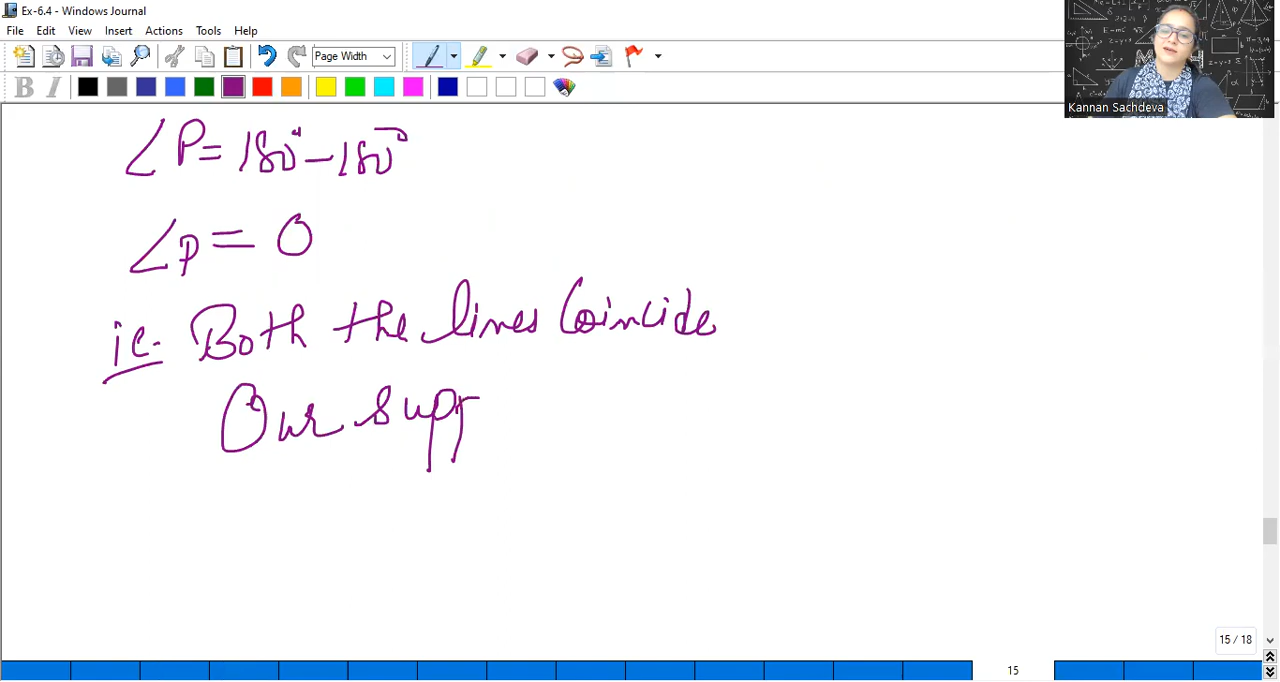 Ex-6.4 - Windows Journal
File Edit View Insert Actions Tools Help
Page Width
B I
Kannan Sachdeva
∠P = 180° - 180°
∠P = 0
ie. Both the lines Coincide
Our supp
15 / 18
15